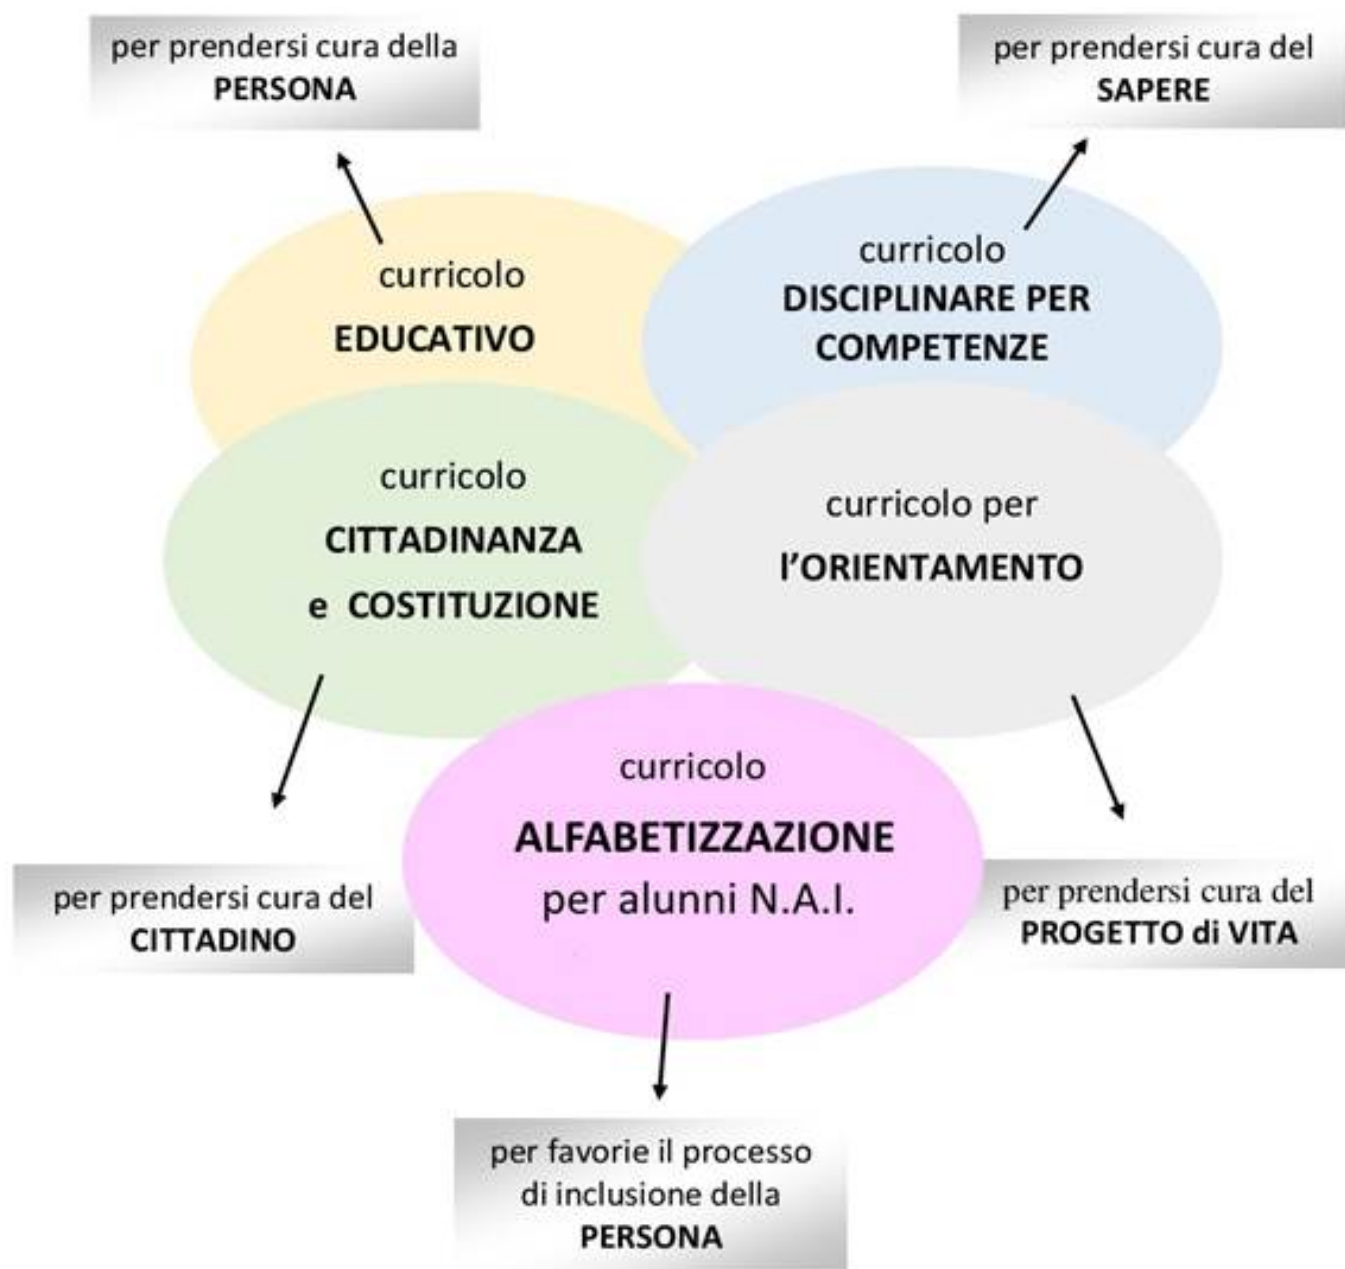 per prendersi cura della
PERSONA
per prendersi cura del
SAPERE
curricolo
EDUCATIVO
curricolo
DISCIPLINARE PER
COMPETENZE
curricolo
CITTADINANZA
e COSTITUZIONE
curricolo per
l'ORIENTAMENTO
curricolo
ALFABETIZZAZIONE
per alunni N.A.I.
per prendersi cura del
CITTADINO
per prendersi cura del
PROGETTO di VITA
per favorie il processo
di inclusione della
PERSONA